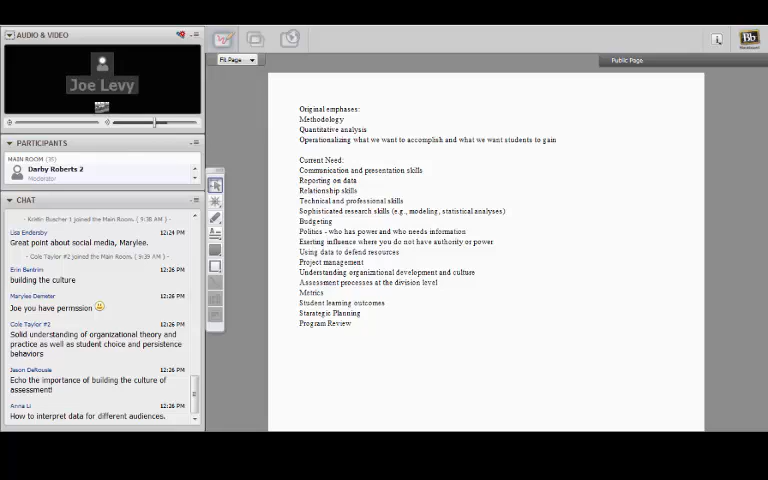 AUDIO & VIDEO
Joe Levy
PARTICIPANTS
MAIN ROOM (35)
Darby Roberts 2
Moderator
CHAT
- Kristin Buscher 1 joined the Main Room. ( 9:38 AM ) -
Lisa Endersby 12:24 PM
Great point about social media, Marylee.
- Cole Taylor #2 joined the Main Room. ( 9:39 AM ) -
Erin Bentrim 12:26 PM
building the culture
Marylee Demeter 12:26 PM
Joe you have permssion
Cole Taylor #2 12:26 PM
Solid understanding of organizational theory and
practice as well as student choice and persistence
behaviors
Jason DeRousie 12:26 PM
Echo the importance of building the culture of
assessment!
Anna Li 12:26 PM
How to interpret data for different audiences.
Fit Page
Public Page
Bb
Original emphases:
Methodology
Quantitative analysis
Operationalizing what we want to accomplish and what we want students to gain
Current Need:
Communication and presentation skills
Reporting on data
Relationship skills
Technical and professional skills
Sophisticated research skills (e.g., modeling, statistical analyses)
Budgeting
Politics - who has power and who needs information
Exerting influence where you do not have authority or power
Using data to defend resources
Project management
Understanding organizational development and culture
Assessment processes at the division level
Metrics
Student learning outcomes
Starategic Planning
Program Review